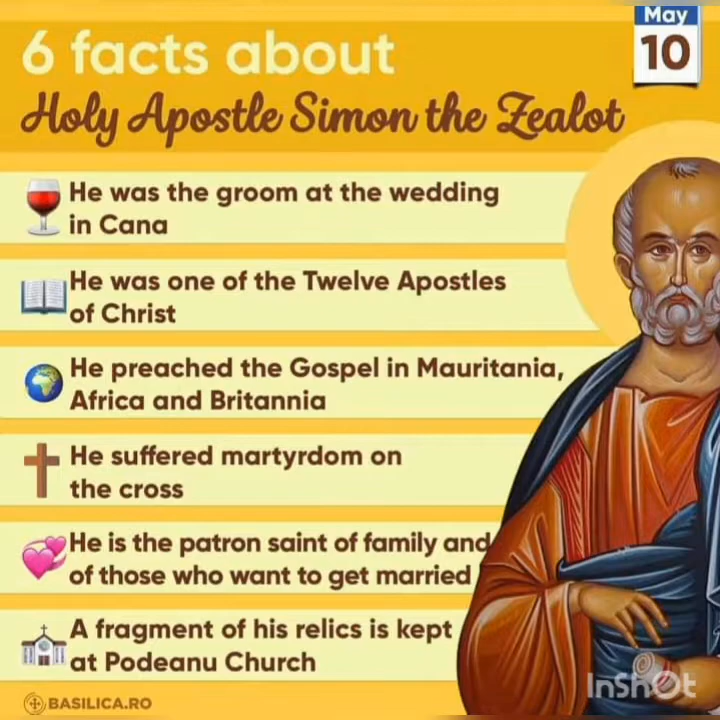 May
10
6 facts about
Holy Apostle Simon the Zealot
He was the groom at the wedding
in Cana
He was one of the Twelve Apostles
of Christ
He preached the Gospel in Mauritania,
Africa and Britannia
He suffered martyrdom on
the cross
He is the patron saint of family and
of those who want to get married
A fragment of his relics is kept
at Podeanu Church
BASILICA.RO
InShOt